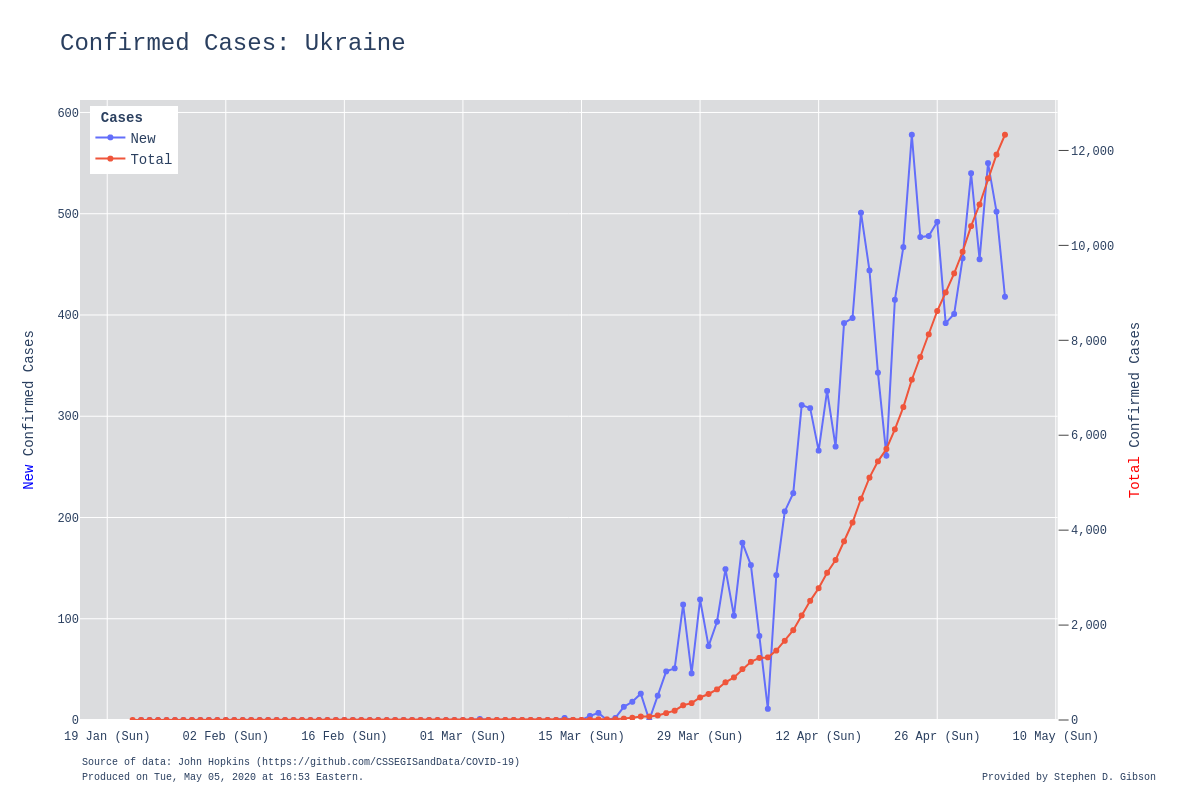 Confirmed Cases: Ukraine
Cases
New
Total
600
500
400
300
200
100
0
12,000
10,000
8,000
6,000
4,000
2,000
0
New Confirmed Cases
Total Confirmed Cases
19 Jan (Sun) 02 Feb (Sun) 16 Feb (Sun) 01 Mar (Sun) 15 Mar (Sun) 29 Mar (Sun) 12 Apr (Sun) 26 Apr (Sun) 10 May (Sun)
Source of data: John Hopkins (https://github.com/CSSEGISandData/COVID-19)
Produced on Tue, May 05, 2020 at 16:53 Eastern.
Provided by Stephen D. Gibson